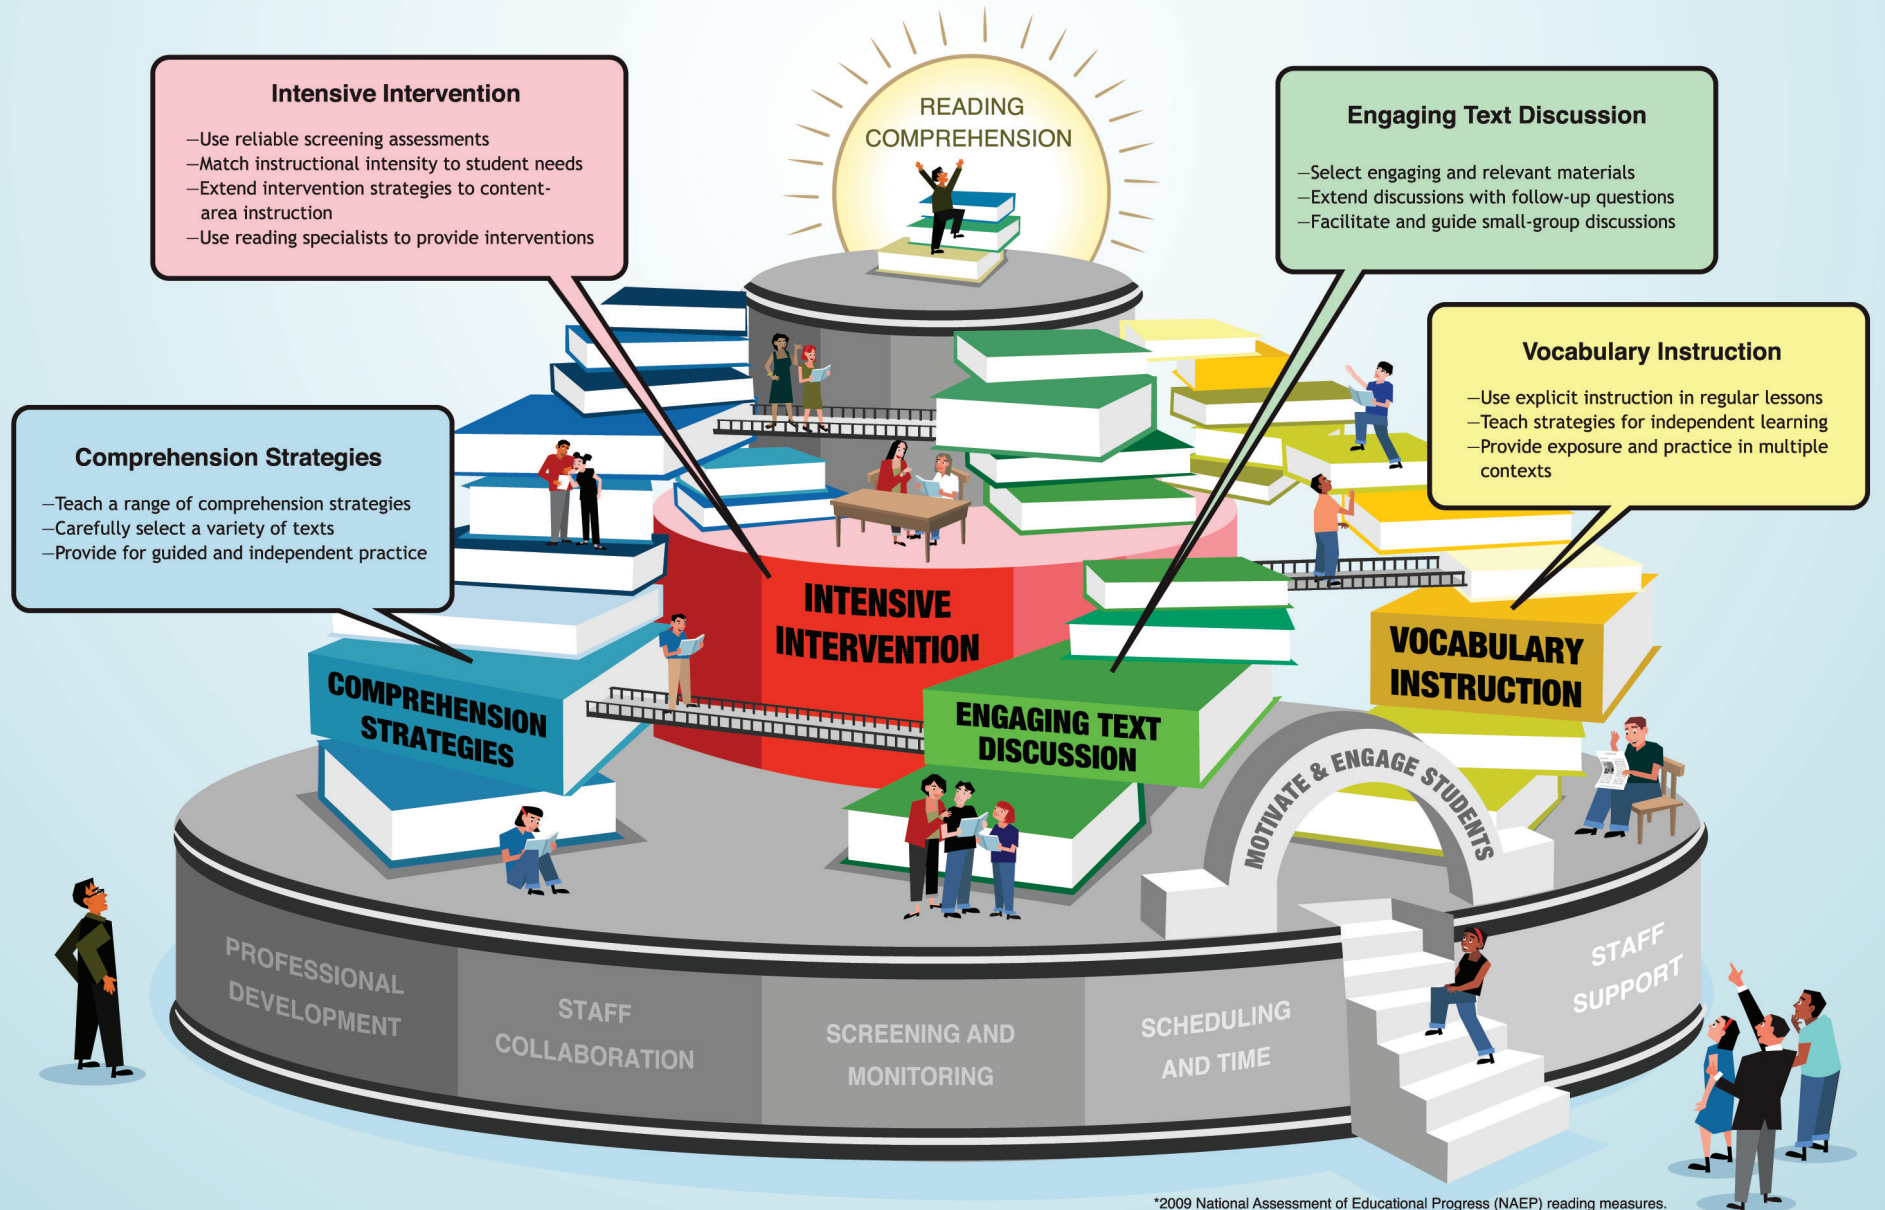 READING
COMPREHENSION
Intensive Intervention
—Use reliable screening assessments
—Match instructional intensity to student needs
—Extend intervention strategies to content-
area instruction
—Use reading specialists to provide interventions
Engaging Text Discussion
—Select engaging and relevant materials
—Extend discussions with follow-up questions
—Facilitate and guide small-group discussions
Vocabulary Instruction
—Use explicit instruction in regular lessons
—Teach strategies for independent learning
—Provide exposure and practice in multiple
contexts
Comprehension Strategies
—Teach a range of comprehension strategies
—Carefully select a variety of texts
—Provide for guided and independent practice
INTENSIVE
INTERVENTION
COMPREHENSION
STRATEGIES
ENGAGING TEXT
DISCUSSION
VOCABULARY
INSTRUCTION
MOTIVATE & ENGAGE STUDENTS
PROFESSIONAL
DEVELOPMENT
STAFF
COLLABORATION
SCREENING AND
MONITORING
SCHEDULING
AND TIME
STAFF
SUPPORT
*2009 National Assessment of Educational Progress (NAEP) reading measures.